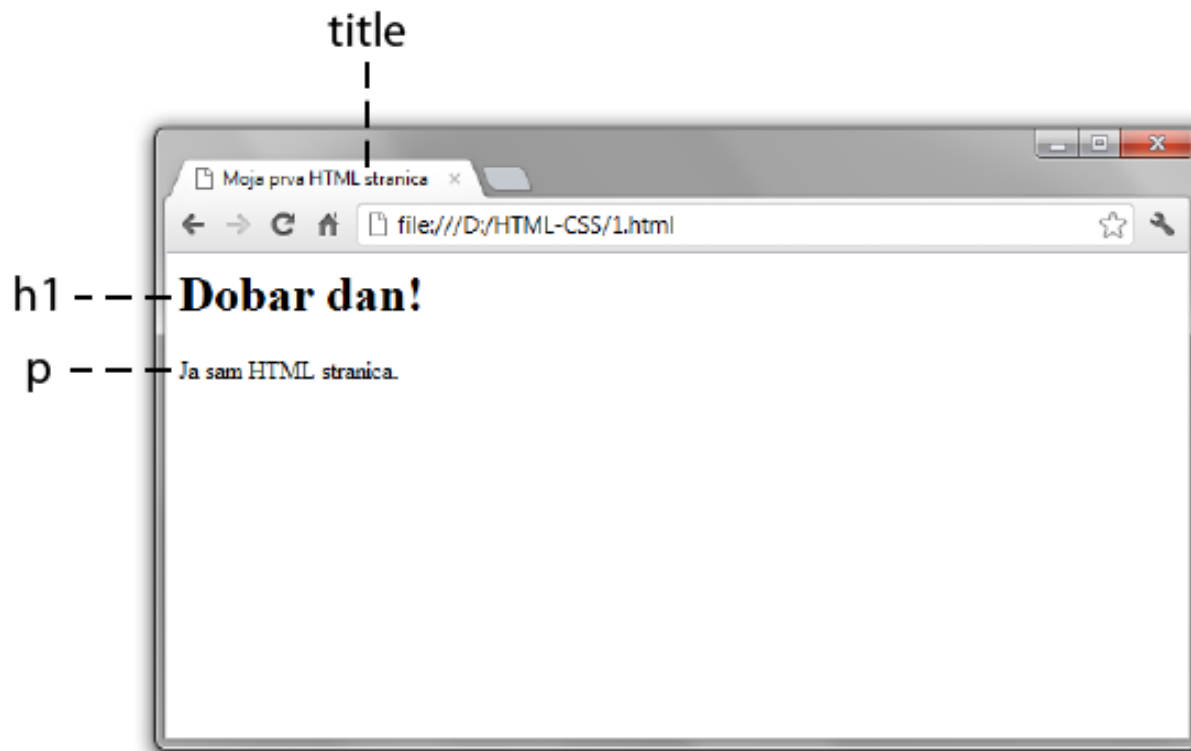 title
Moja prva HTML stranica
file:///D:/HTML-CSS/1.html
h1
Dobar dan!
p
Ja sam HTML stranica.